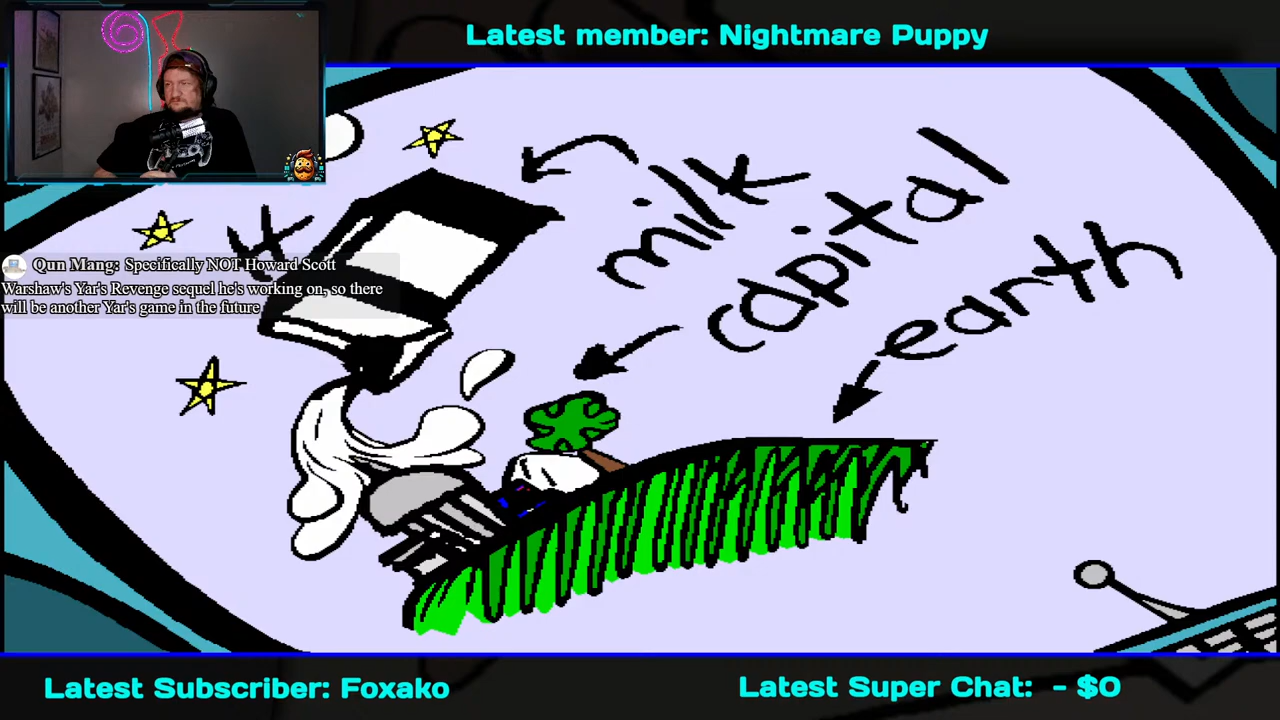 Latest member: Nightmare Puppy
milk
capital
earth
Qun Mang: Specifically NOT Howard Scott
Warshaw's Yar's Revenge sequel he's working on, so there
will be another Yar's game in the future
Latest Subscriber: Foxako
Latest Super Chat: - $0